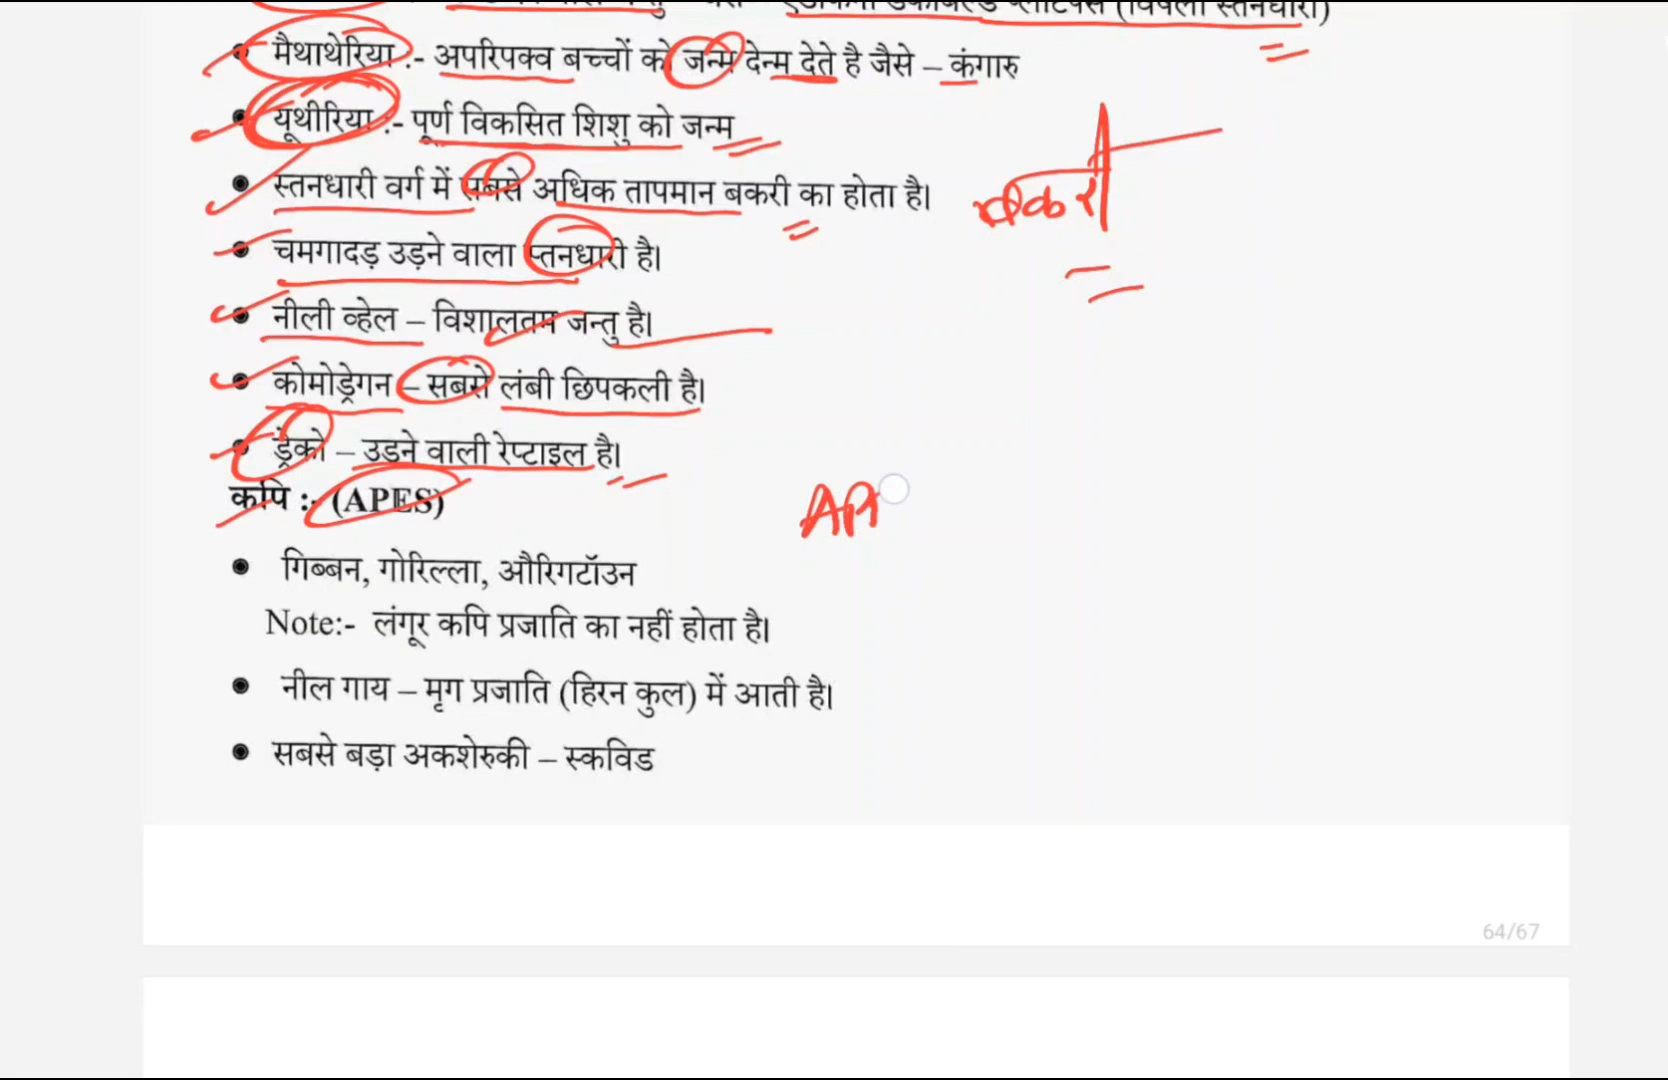 (विषैला स्तनधारी)
मैथाथेरिया :- अपरिपक्व बच्चों को जन्म देन्म देते है जैसे – कंगारु
यूथीरिया :- पूर्ण विकसित शिशु को जन्म
स्तनधारी वर्ग में सबसे अधिक तापमान बकरी का होता है।
बकरी
चमगादड़ उड़ने वाला स्तनधारी है।
नीली व्हेल – विशालतम जन्तु है।
कोमोड्रेगन – सबसे लंबी छिपकली है।
ड्रेको – उडने वाली रेप्टाइल है।
कपि :- (APES)
AP
गिब्बन, गोरिल्ला, औरिगटॉउन
Note:- लंगूर कपि प्रजाति का नहीं होता है।
नील गाय – मृग प्रजाति (हिरन कुल) में आती है।
सबसे बड़ा अकशेरुकी – स्कविड
64/67